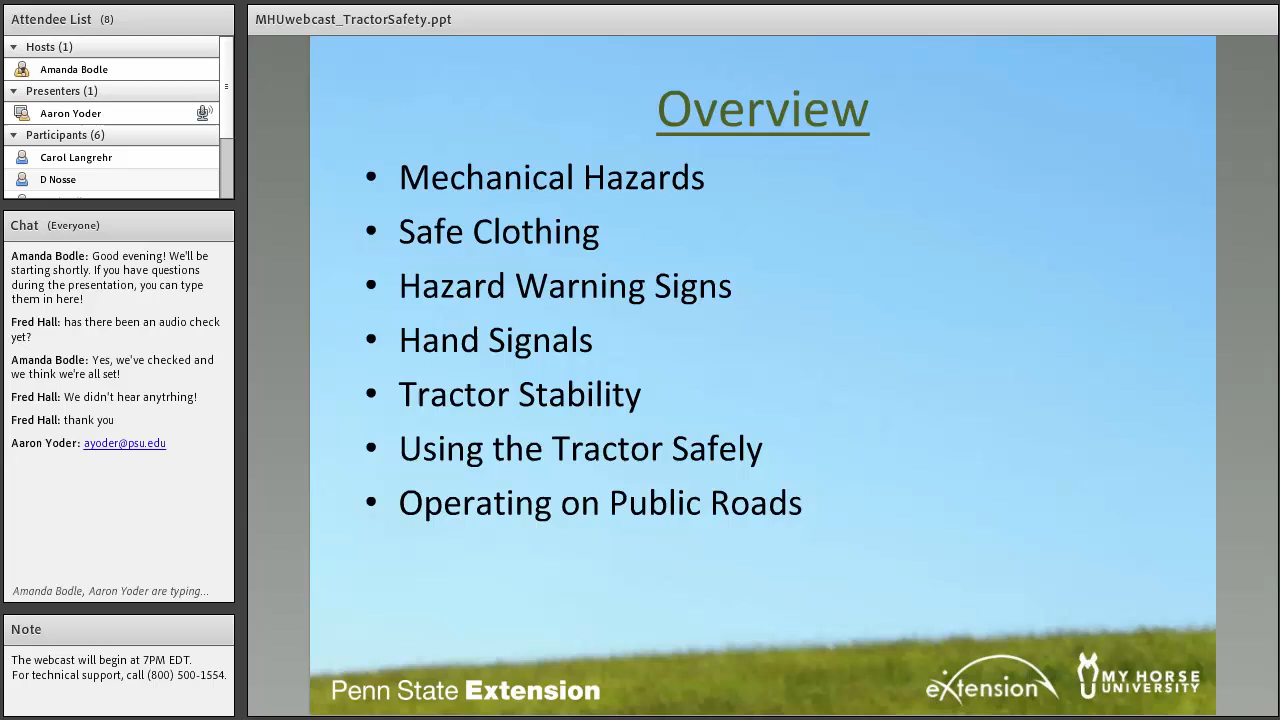 Attendee List (8)
Hosts (1)
Amanda Bodle
Presenters (1)
Aaron Yoder
Participants (6)
Carol Langrehr
D Nosse
Chat (Everyone)
Amanda Bodle: Good evening! We'll be
starting shortly. If you have questions
during the presentation, you can type
them in here!
Fred Hall: has there been an audio check
yet?
Amanda Bodle: Yes, we've checked and
we think we're all set!
Fred Hall: We didn't hear anytrhing!
Fred Hall: thank you
Aaron Yoder: ayoder@psu.edu
Amanda Bodle, Aaron Yoder are typing...
Note
The webcast will begin at 7PM EDT.
For technical support, call (800) 500-1554.
MHUwebcast_TractorSafety.ppt
Overview
• Mechanical Hazards
• Safe Clothing
• Hazard Warning Signs
• Hand Signals
• Tractor Stability
• Using the Tractor Safely
• Operating on Public Roads
Penn State Extension
eXtension
MY HORSE
UNIVERSITY